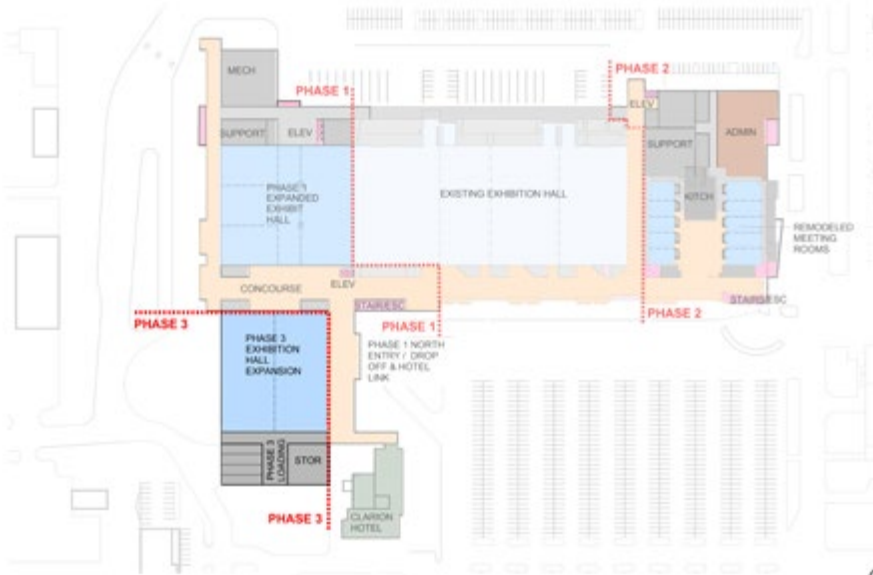 PHASE 2
MECH
PHASE 1
ELEV
SUPPORT
ELEV
SUPPORT
ADMIN
PHASE 1
EXPANDED
EXHIBIT
HALL
EXISTING EXHIBITION HALL
KITCH
REMODELED
MEETING
ROOMS
CONCOURSE
ELEV
STAIR/ESC
STAIRS/ESC
PHASE 3
PHASE 1
PHASE 2
PHASE 3
EXHIBITION
HALL
EXPANSION
PHASE 1 NORTH
ENTRY / DROP
OFF & HOTEL
LINK
PHASE 3
LOADING
STOR
PHASE 3
CLARION
HOTEL